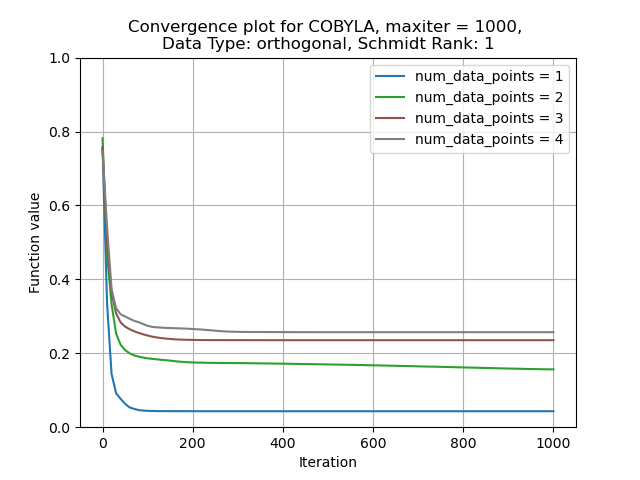 Convergence plot for COBYLA, maxiter = 1000,
Data Type: orthogonal, Schmidt Rank: 1
1.0
0.8
0.6
0.4
0.2
0.0
Function value
num_data_points = 1
num_data_points = 2
num_data_points = 3
num_data_points = 4
0 200 400 600 800 1000
Iteration